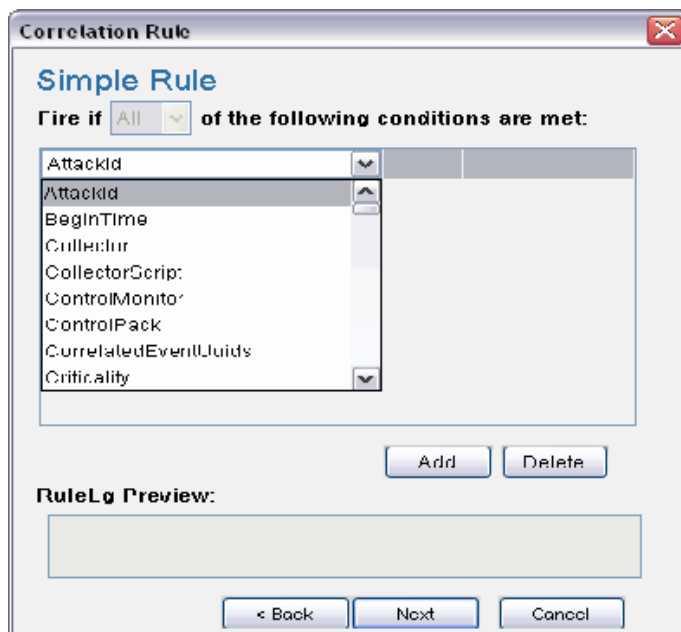 Correlation Rule
Simple Rule
Fire if All of the following conditions are met:
AttackId
AttackId
BeginTime
Collector
CollectorScript
ControlMonitor
ControlPack
CorrelatedEventUuids
Criticality
Add Delete
RuleLg Preview:
< Back Next Cancel